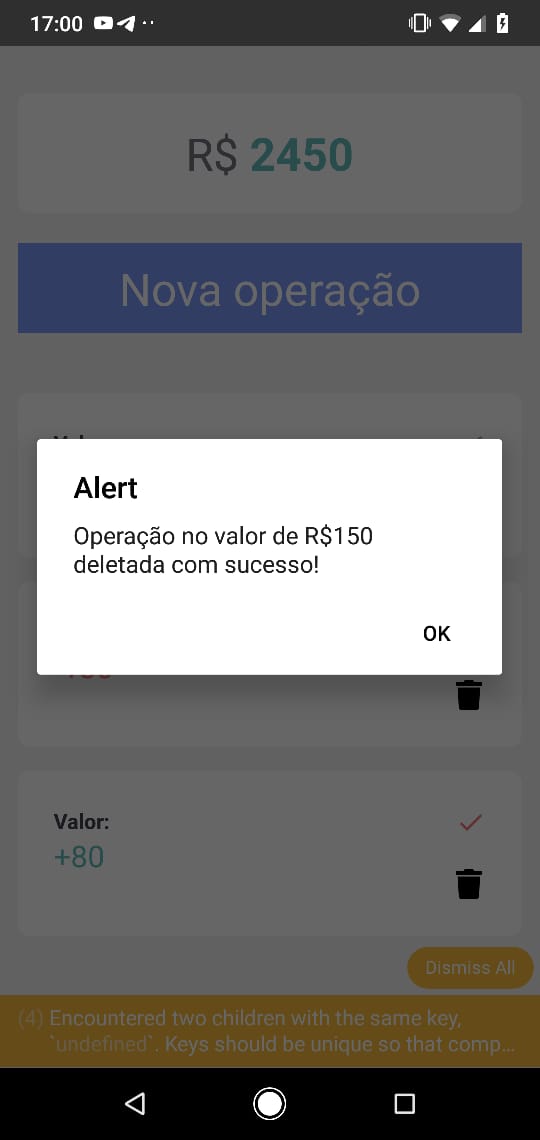 17:00
R$ 2450
Nova operação
Alert
Operação no valor de R$150
deletada com sucesso!
OK
Valor:
+80
Dismiss All
(4) Encountered two children with the same key,
`undefined`. Keys should be unique so that comp...